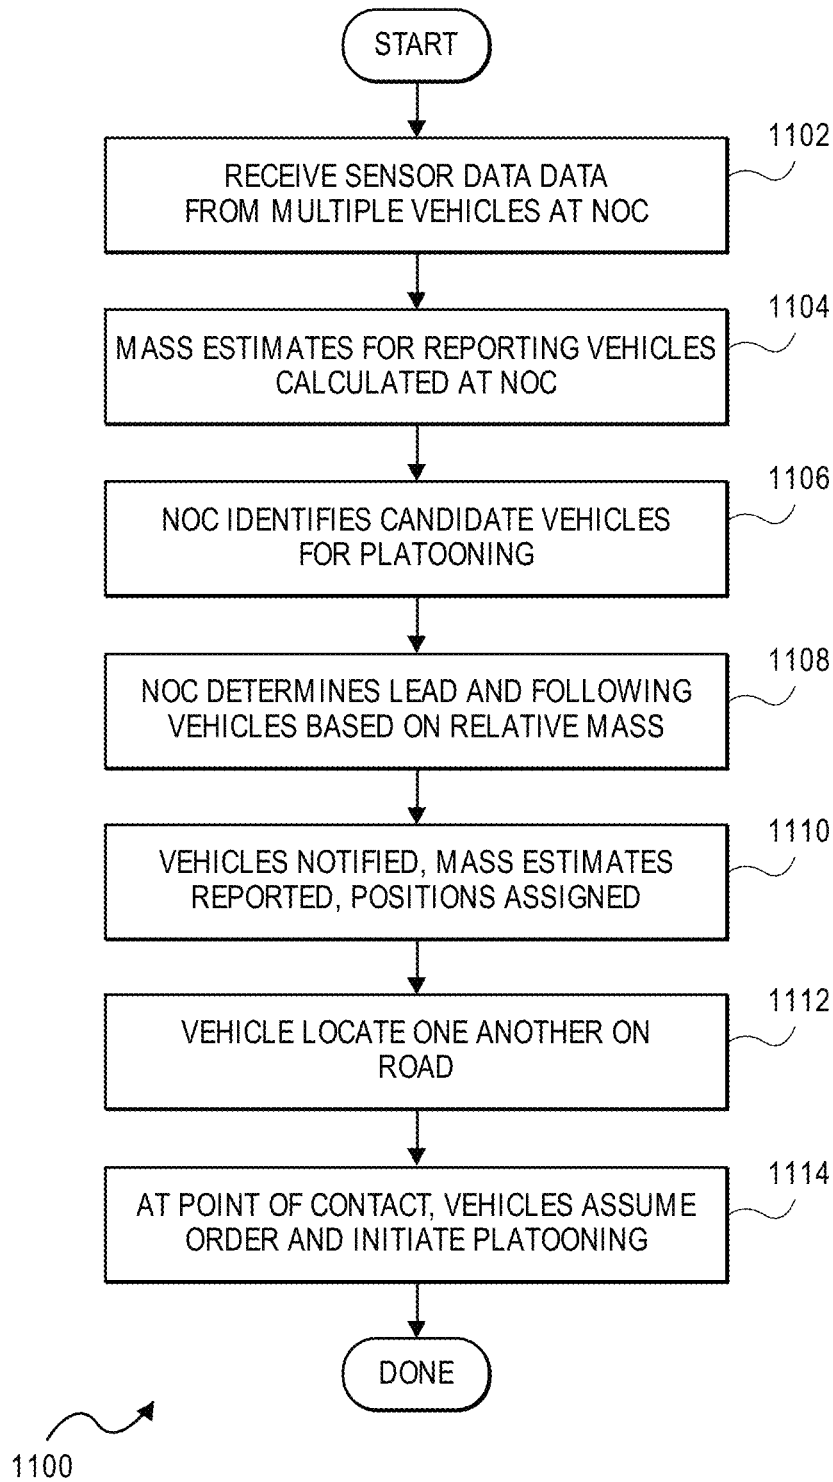 START
1102
RECEIVE SENSOR DATA DATA
FROM MULTIPLE VEHICLES AT NOC
1104
MASS ESTIMATES FOR REPORTING VEHICLES
CALCULATED AT NOC
1106
NOC IDENTIFIES CANDIDATE VEHICLES
FOR PLATOONING
1108
NOC DETERMINES LEAD AND FOLLOWING
VEHICLES BASED ON RELATIVE MASS
1110
VEHICLES NOTIFIED, MASS ESTIMATES
REPORTED, POSITIONS ASSIGNED
1112
VEHICLE LOCATE ONE ANOTHER ON
ROAD
1114
AT POINT OF CONTACT, VEHICLES ASSUME
ORDER AND INITIATE PLATOONING
DONE
1100